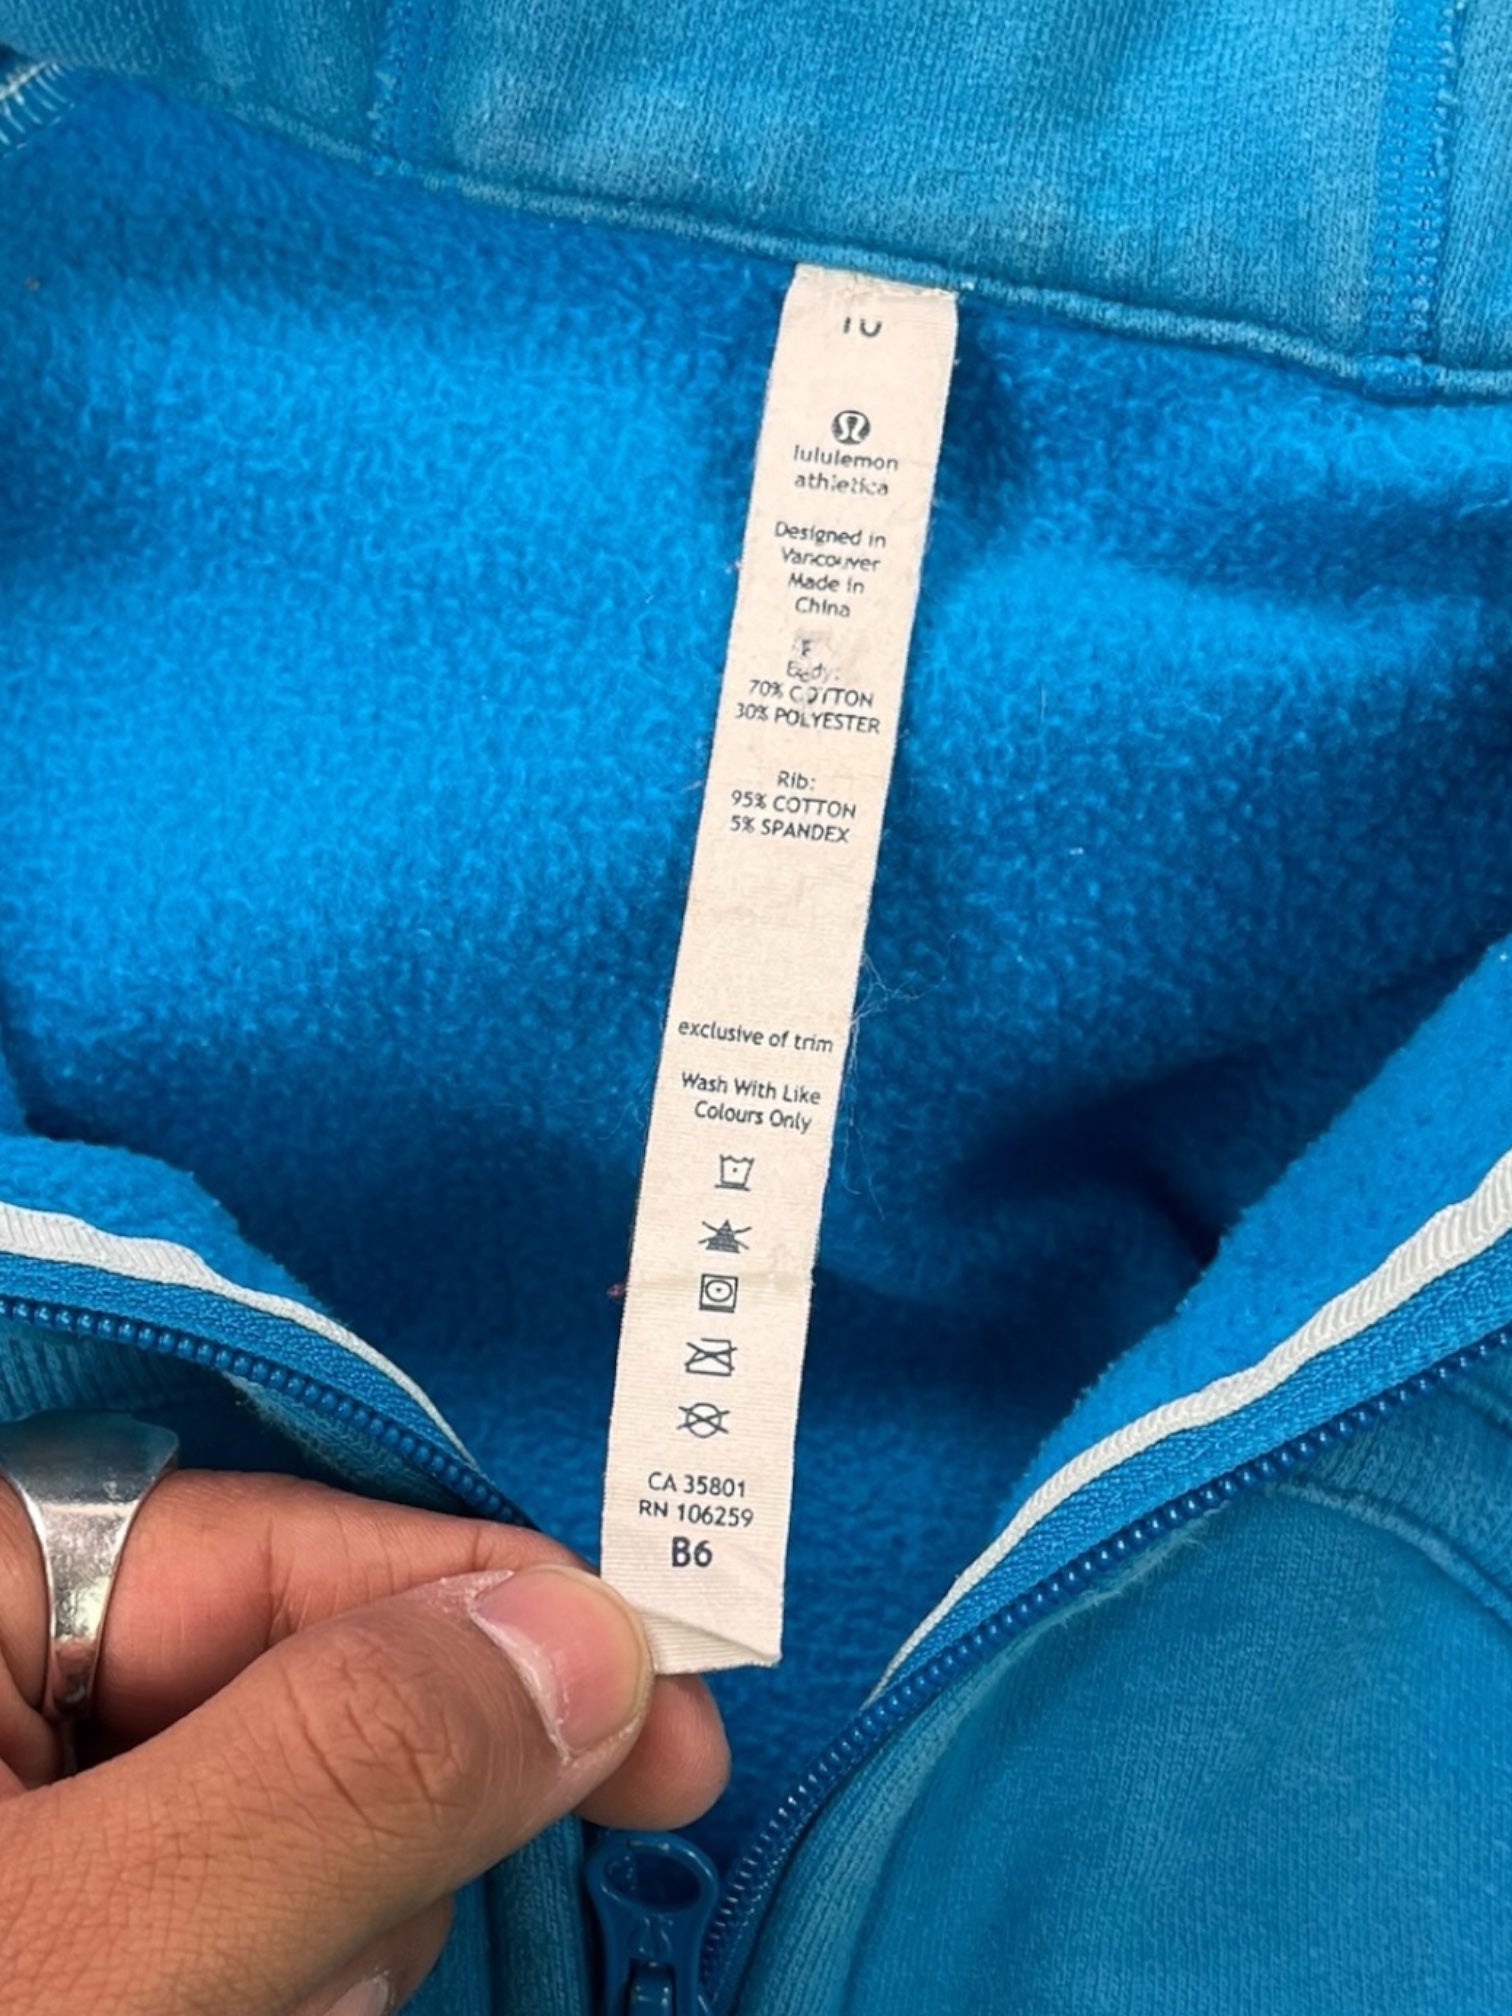 10
lululemon
athletica
Designed in
Vancouver
Made in
China
Body:
70% COTTON
30% POLYESTER
Rib:
95% COTTON
5% SPANDEX
exclusive of trim
Wash With Like
Colours Only
CA 35801
RN 106259
B6